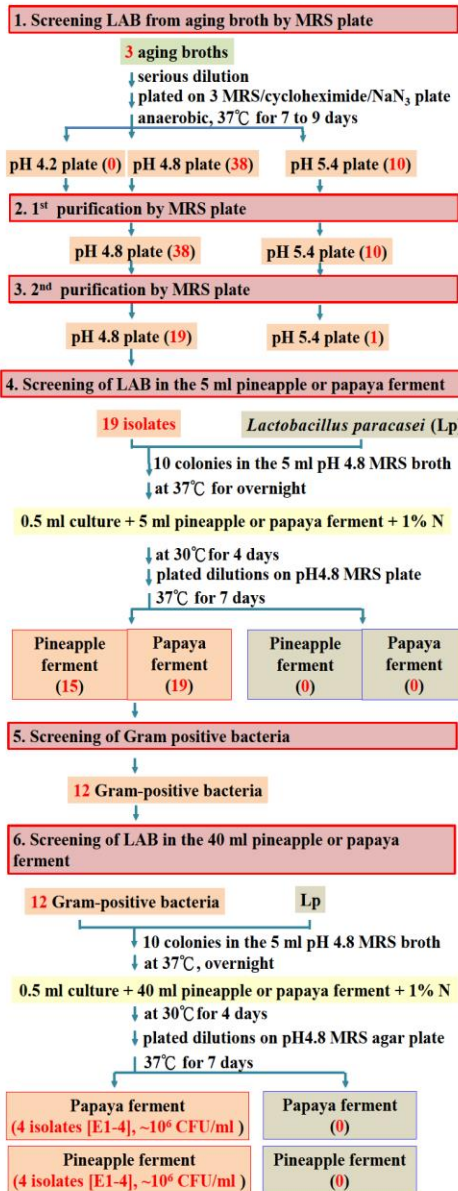 1. Screening LAB from aging broth by MRS plate
3 aging broths
serious dilution
plated on 3 MRS/cycloheximide/NaN₃ plate
anaerobic, 37℃ for 7 to 9 days
pH 4.2 plate (0) pH 4.8 plate (38) pH 5.4 plate (10)
2. 1st purification by MRS plate
pH 4.8 plate (38) pH 5.4 plate (10)
3. 2nd purification by MRS plate
pH 4.8 plate (19) pH 5.4 plate (1)
4. Screening of LAB in the 5 ml pineapple or papaya ferment
19 isolates Lactobacillus paracasei (Lp)
10 colonies in the 5 ml pH 4.8 MRS broth
at 37℃ for overnight
0.5 ml culture + 5 ml pineapple or papaya ferment + 1% N
at 30℃ for 4 days
plated dilutions on pH4.8 MRS plate
37℃ for 7 days
Pineapple Papaya Pineapple Papaya
ferment ferment ferment ferment
(15) (19) (0) (0)
5. Screening of Gram positive bacteria
12 Gram-positive bacteria
6. Screening of LAB in the 40 ml pineapple or papaya
ferment
12 Gram-positive bacteria Lp
10 colonies in the 5 ml pH 4.8 MRS broth
at 37℃, overnight
0.5 ml culture + 40 ml pineapple or papaya ferment + 1% N
at 30℃ for 4 days
plated dilutions on pH4.8 MRS agar plate
37℃ for 7 days
Papaya ferment Papaya ferment
(4 isolates [E1-4], ~10⁶ CFU/ml ) (0)
Pineapple ferment Pineapple ferment
(4 isolates [E1-4], ~10⁶ CFU/ml ) (0)